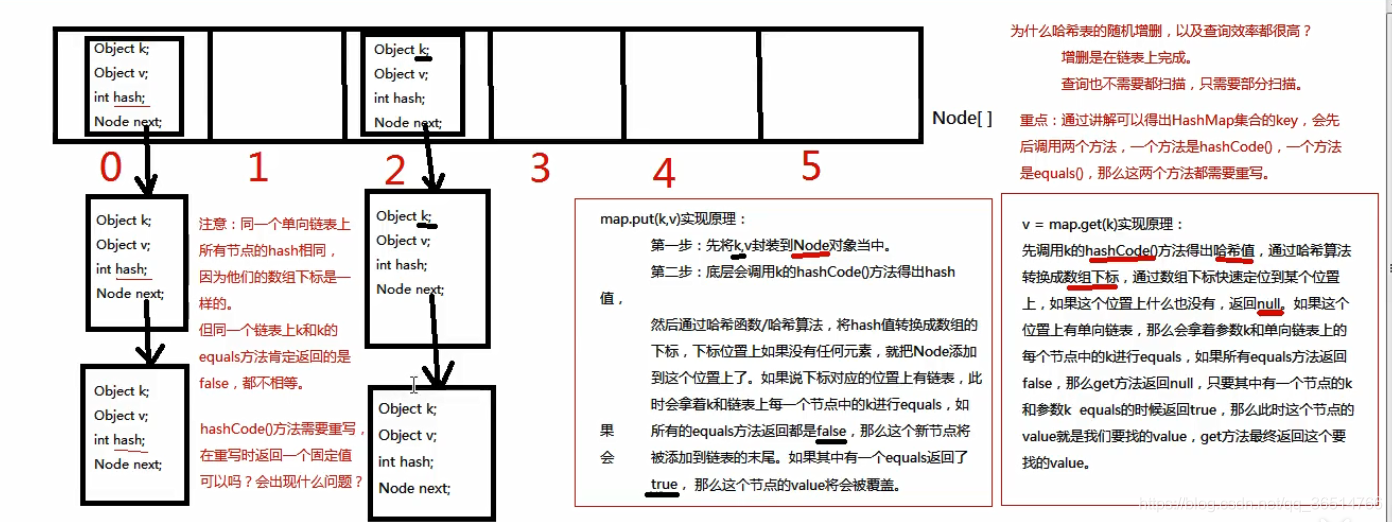 Object k;
Object v;
int hash;
Node next;
Object k;
Object v;
int hash;
Node next;
Node[ ]
0
1
2
3
4
5
Object k;
Object v;
int hash;
Node next;
Object k;
Object v;
int hash;
Node next;
Object k;
Object v;
int hash;
Node next;
Object k;
Object v;
int hash;
Node next;
注意：同一个单向链表上
所有节点的hash相同，
因为他们的数组下标是一
样的。
但同一个链表上k和k的
equals方法肯定返回的是
false，都不相等。
hashCode()方法需要重写，
在重写时返回一个固定值
可以吗？会出现什么问题？
为什么哈希表的随机增删，以及查询效率都很高？
增删是在链表上完成。
查询也不需要都扫描，只需要部分扫描。
重点：通过讲解可以得出HashMap集合的key，会先
后调用两个方法，一个方法是hashCode()，一个方法
是equals()，那么这两个方法都需要重写。
map.put(k,v)实现原理：
第一步：先将k,v封装到Node对象当中。
第二步：底层会调用k的hashCode()方法得出hash
值，
然后通过哈希函数/哈希算法，将hash值转换成数组的
下标，下标位置上如果没有任何元素，就把Node添加
到这个位置上了。如果说下标对应的位置上有链表，此
时会拿着k和链表上每一个节点中的k进行equals，如
果 所有的equals方法返回都是false，那么这个新节点将
会 被添加到链表的末尾。如果其中有一个equals返回了
true，那么这个节点的value将会被覆盖。
v = map.get(k)实现原理：
先调用k的hashCode()方法得出哈希值，通过哈希算法
转换成数组下标，通过数组下标快速定位到某个位置
上，如果这个位置上什么也没有，返回null。如果这个
位置上有单向链表，那么会拿着参数k和单向链表上的
每个节点中的k进行equals，如果所有equals方法返回
false，那么get方法返回null，只要其中有一个节点的k
和参数k equals的时候返回true，那么此时这个节点的
value就是我们要找的value，get方法最终返回这个要
找的value。